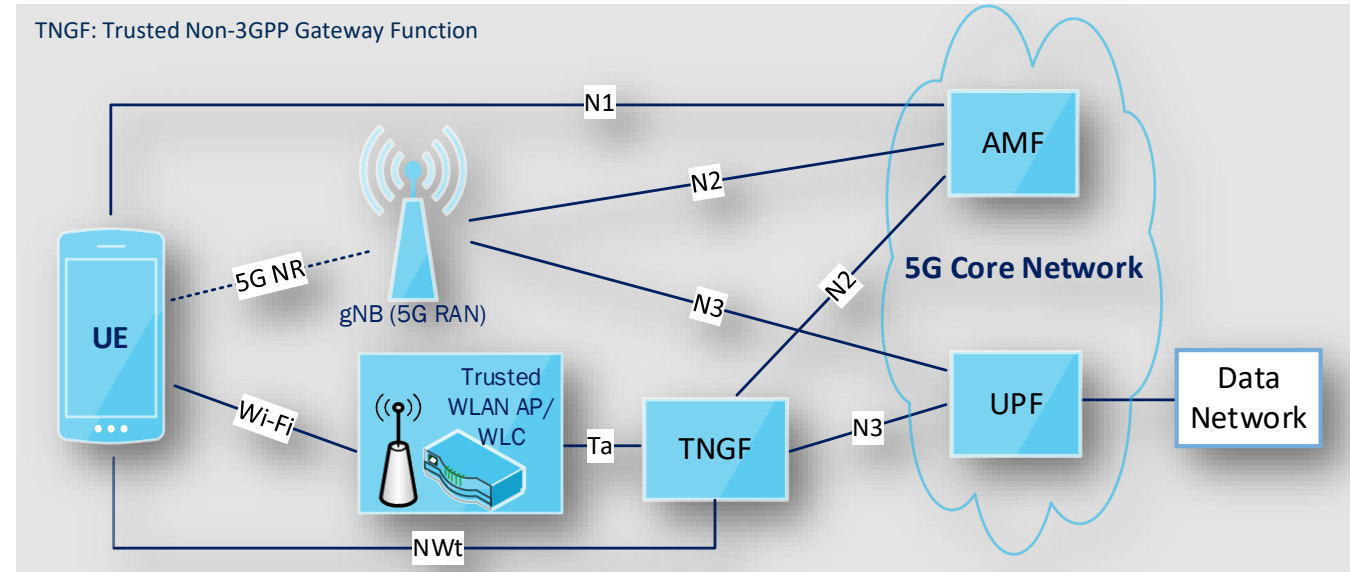 TNGF: Trusted Non-3GPP Gateway Function
N1
AMF
N2
5G NR
gNB (5G RAN)
N3
N2
5G Core Network
UE
Wi-Fi
Trusted
WLAN AP/
WLC
Ta
TNGF
N3
UPF
Data
Network
NWt